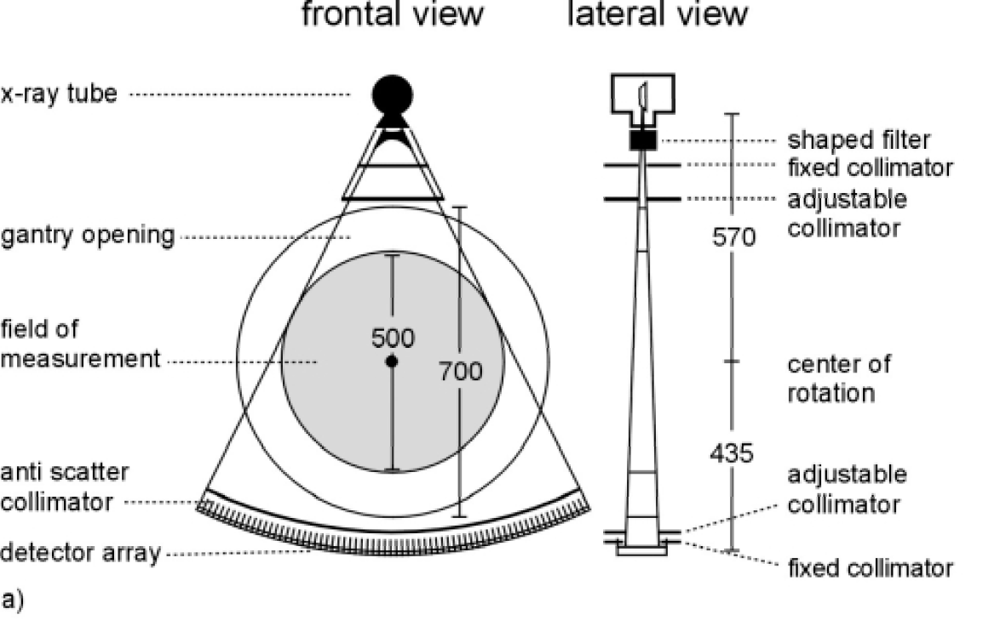 frontal view
lateral view
x-ray tube
gantry opening
field of
measurement
anti scatter
collimator
detector array
500
700
shaped filter
fixed collimator
adjustable
collimator
570
center of
rotation
435
adjustable
collimator
fixed collimator
a)